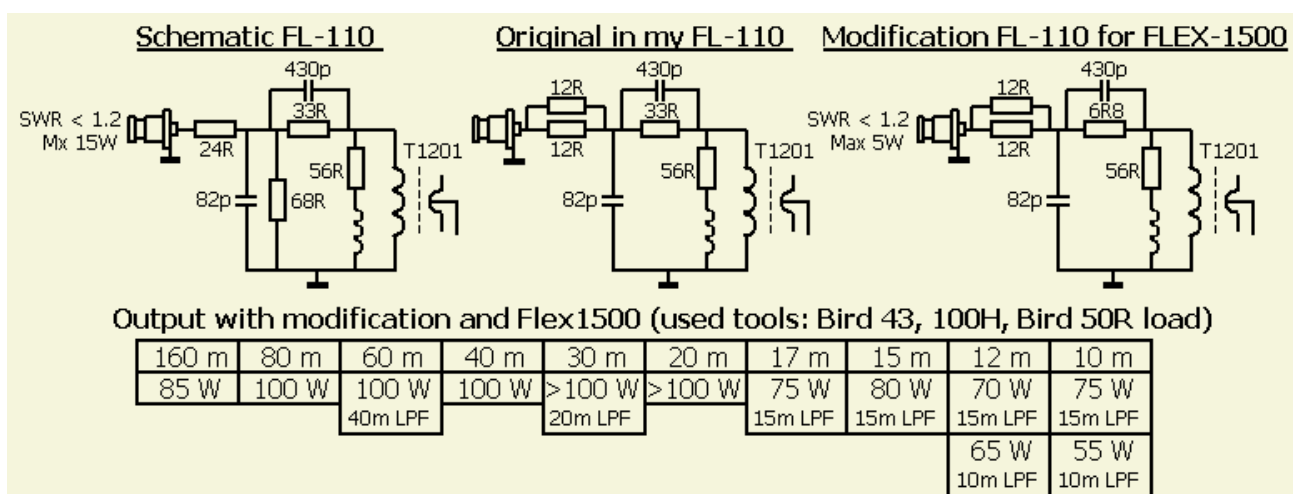 Schematic FL-110
430p
33R
SWR < 1.2
Mx 15W
24R
T1201
56R
82p
68R
Original in my FL-110
430p
12R
33R
12R
T1201
56R
82p
Modification FL-110 for FLEX-1500
430p
12R
6R8
SWR < 1.2
Max 5W
12R
T1201
56R
82p
Output with modification and Flex1500 (used tools: Bird 43, 100H, Bird 50R load)
160 m 80 m 60 m 40 m 30 m 20 m 17 m 15 m 12 m 10 m
85 W 100 W 100 W 100 W >100 W >100 W 75 W 80 W 70 W 75 W
40m LPF 20m LPF 15m LPF 15m LPF 15m LPF 15m LPF
65 W 55 W
10m LPF 10m LPF